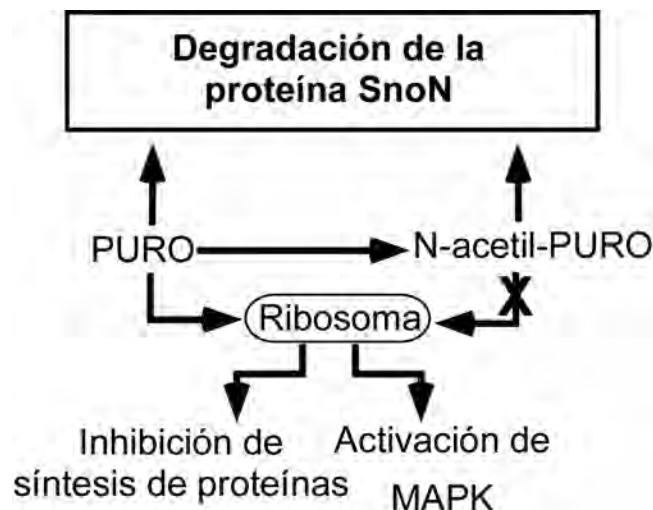 Degradación de la
proteína SnoN
PURO
N-acetil-PURO
X
Ribosoma
Inhibición de
síntesis de proteínas
Activación de
MAPK